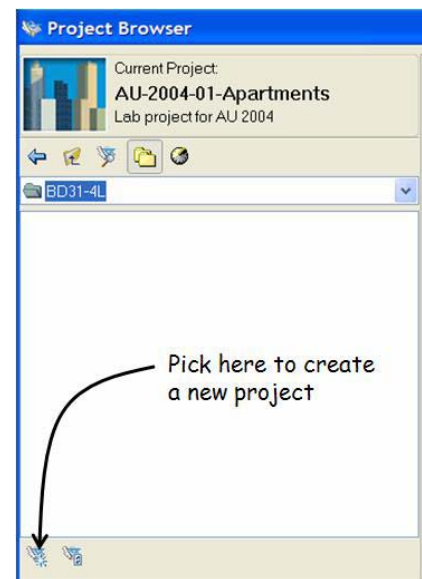 Project Browser
Current Project:
AU-2004-01-Apartments
Lab project for AU 2004
BD31-4L
Pick here to create
a new project